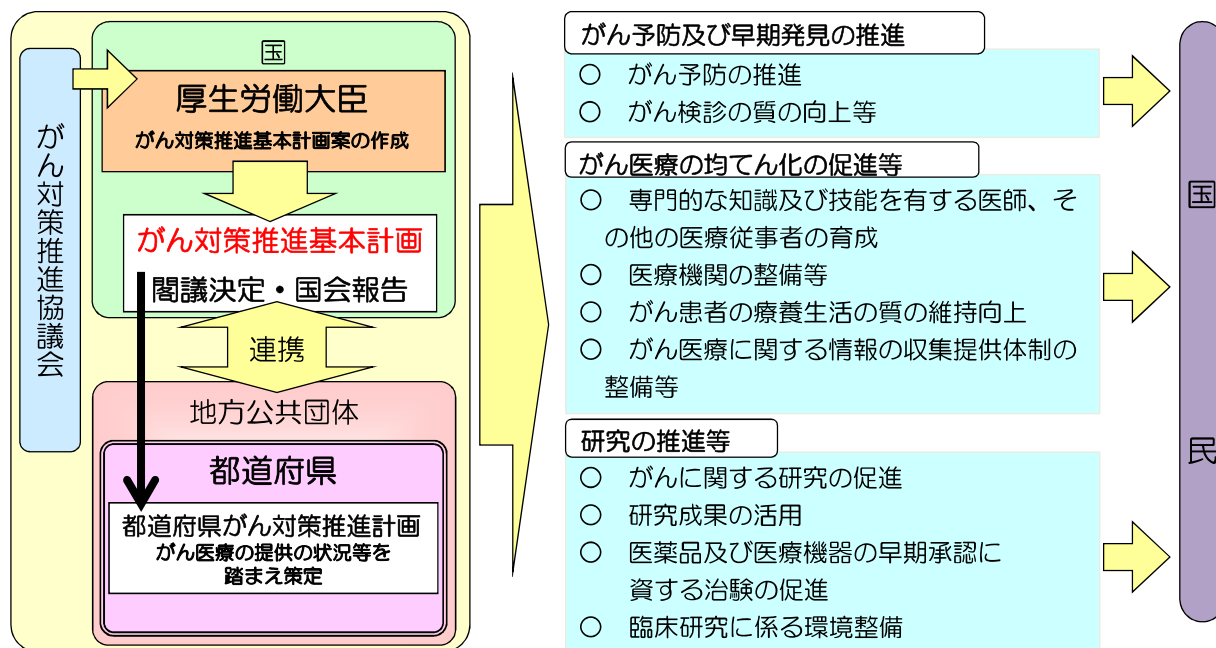 がん対策推進協議会
国
厚生労働大臣
がん対策推進基本計画案の作成
がん対策推進基本計画
閣議決定・国会報告
連携
地方公共団体
都道府県
都道府県がん対策推進計画
がん医療の提供の状況等を
踏まえ策定
がん予防及び早期発見の推進
○ がん予防の推進
○ がん検診の質の向上等
がん医療の均てん化の促進等
○ 専門的な知識及び技能を有する医師、そ
の他の医療従事者の育成
○ 医療機関の整備等
○ がん患者の療養生活の質の維持向上
○ がん医療に関する情報の収集提供体制の
整備等
研究の推進等
○ がんに関する研究の促進
○ 研究成果の活用
○ 医薬品及び医療機器の早期承認に
資する治験の促進
○ 臨床研究に係る環境整備
国民